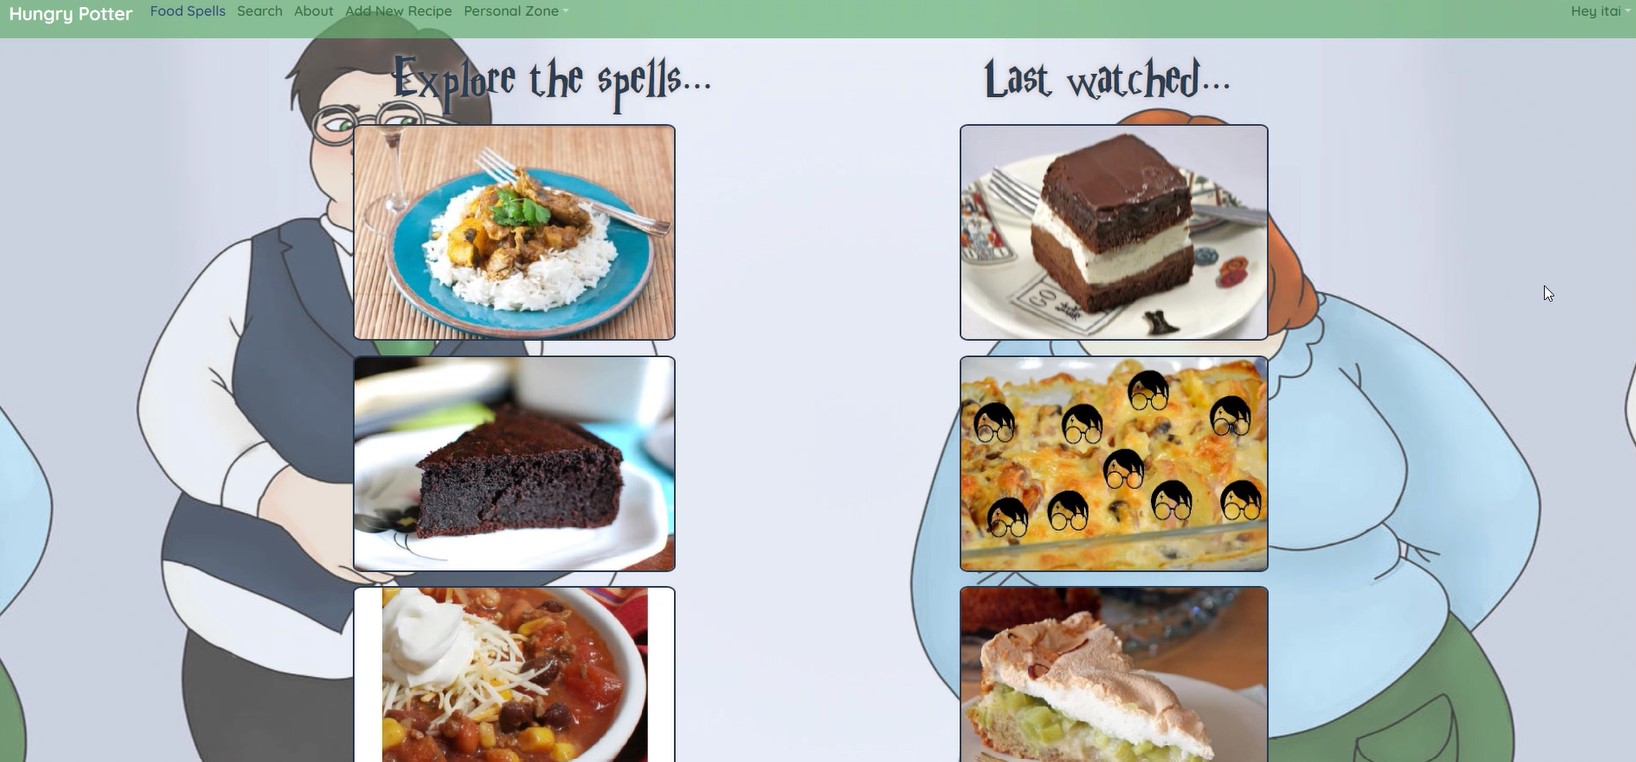 Hungry Potter Food Spells Search About Add New Recipe Personal Zone Hey itai
Explore the spells...
Last watched...